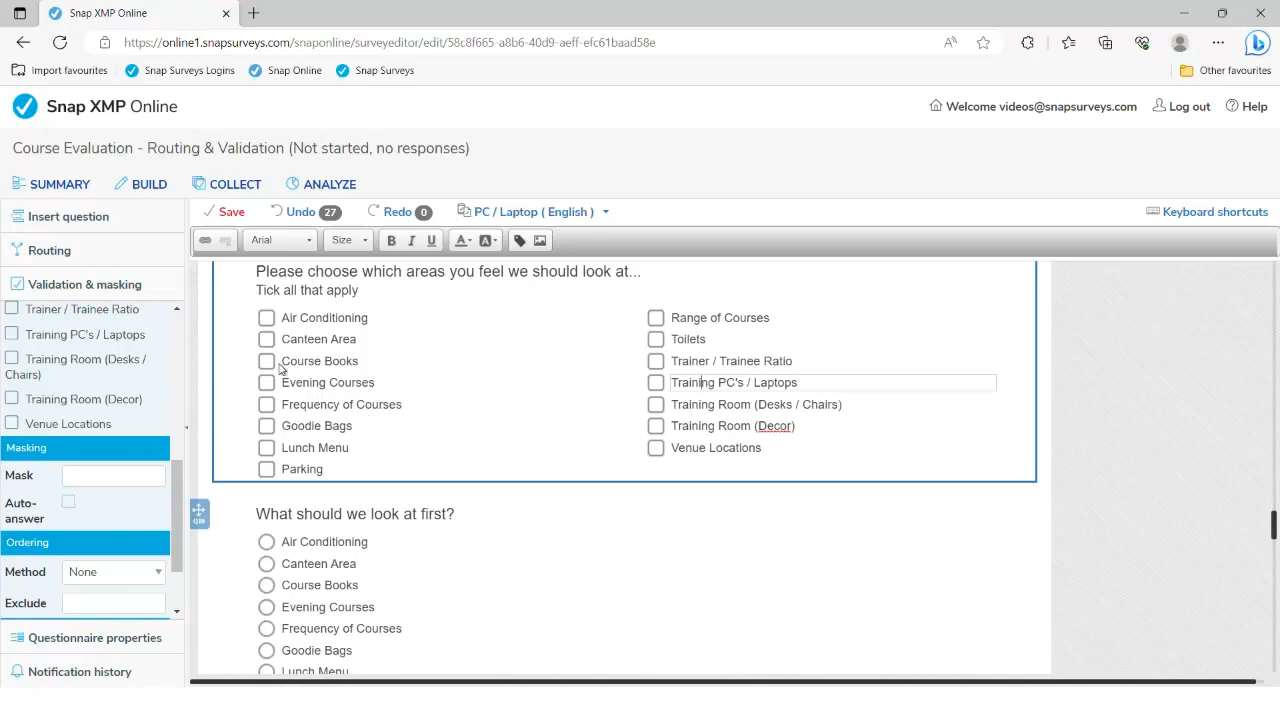 Snap XMP Online
https://online1.snapsurveys.com/snaponline/surveyeditor/edit/58c8f665-a8b6-40d9-aeff-efc61baad58e
Import favourites
Snap Surveys Logins
Snap Online
Snap Surveys
Other favourites
Snap XMP Online
Welcome videos@snapsurveys.com
Log out
Help
Course Evaluation - Routing & Validation (Not started, no responses)
SUMMARY
BUILD
COLLECT
ANALYZE
Insert question
Routing
Validation & masking
Trainer / Trainee Ratio
Training PC's / Laptops
Training Room (Desks /
Chairs)
Training Room (Decor)
Venue Locations
Masking
Mask
Auto-
answer
Ordering
Method
None
Exclude
Questionnaire properties
Notification history
Save
Undo 27
Redo 0
PC / Laptop ( English )
Keyboard shortcuts
Arial
Size
B
I
U
A
A
Please choose which areas you feel we should look at...
Tick all that apply
Air Conditioning
Canteen Area
Course Books
Evening Courses
Frequency of Courses
Goodie Bags
Lunch Menu
Parking
Range of Courses
Toilets
Trainer / Trainee Ratio
Training PC's / Laptops
Training Room (Desks / Chairs)
Training Room (Decor)
Venue Locations
What should we look at first?
Air Conditioning
Canteen Area
Course Books
Evening Courses
Frequency of Courses
Goodie Bags
Lunch Menu